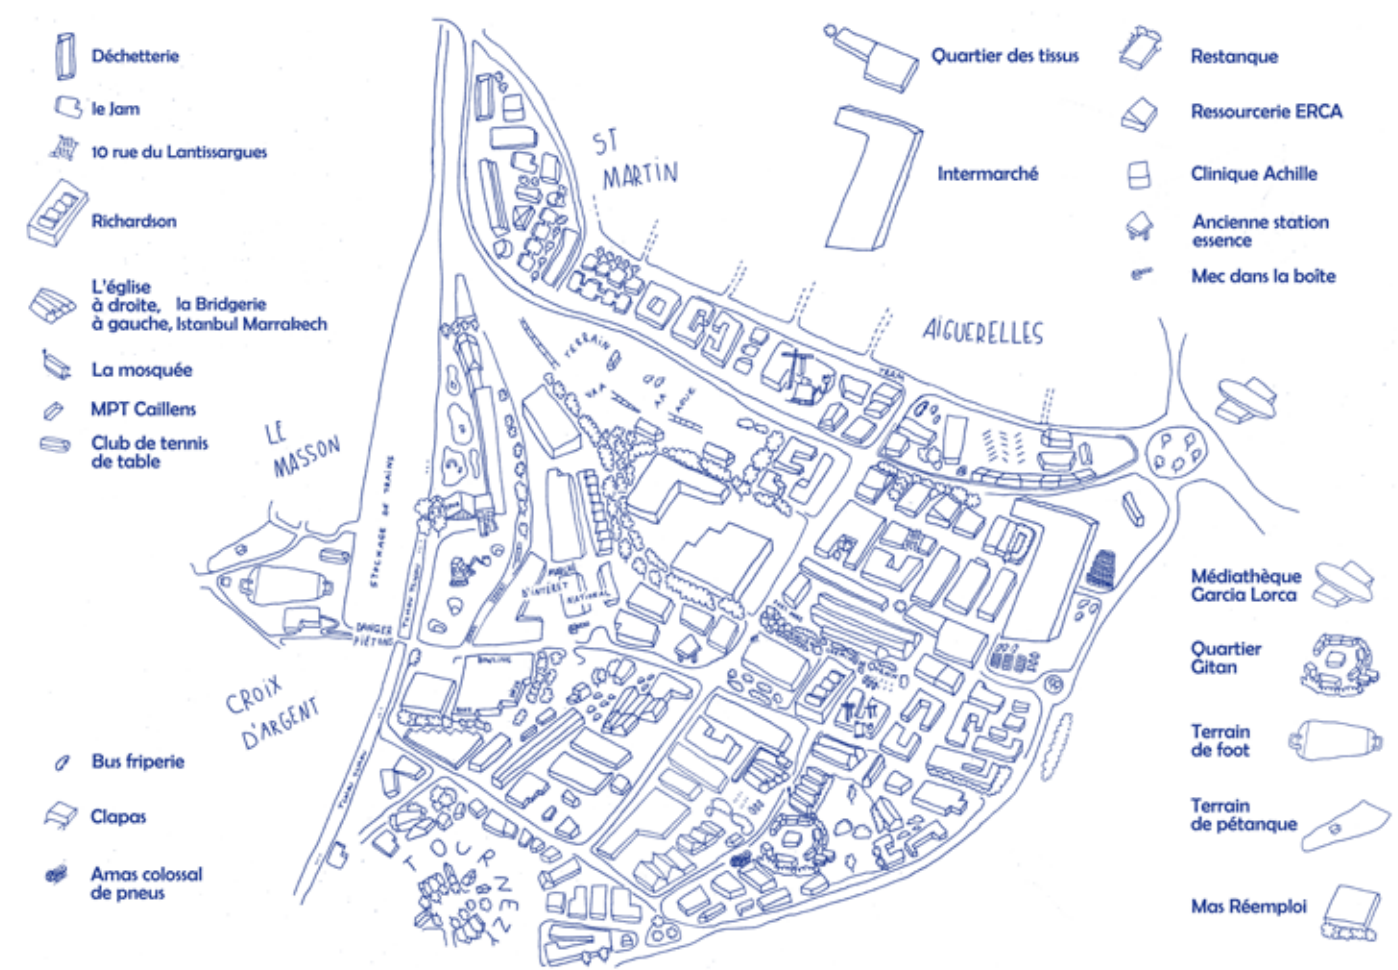 Déchetterie
le Jam
10 rue du Lantissargues
Richardson
L'église
à droite, la Bridgerie
à gauche, Istanbul Marrakech
La mosquée
MPT Caillens
Club de tennis
de table
Quartier des tissus
Intermarché
Restanque
Ressourcerie ERCA
Clinique Achille
Ancienne station
essence
Mec dans la boîte
ST
MARTIN
AIGUERELLES
TERRAIN
TRAM
LE
MASSON
STOCKAGE DE TRAINS
MARCHÉ
D'INTÉRÊT
NATIONAL
DANGER
PIÉTONS
BOWLING
CROIX
D'ARGENT
TOUR
NEZY
Bus friperie
Clapas
Amas colossal
de pneus
Médiathèque
Garcia Lorca
Quartier
Gitan
Terrain
de foot
Terrain
de pétanque
Mas Réemploi